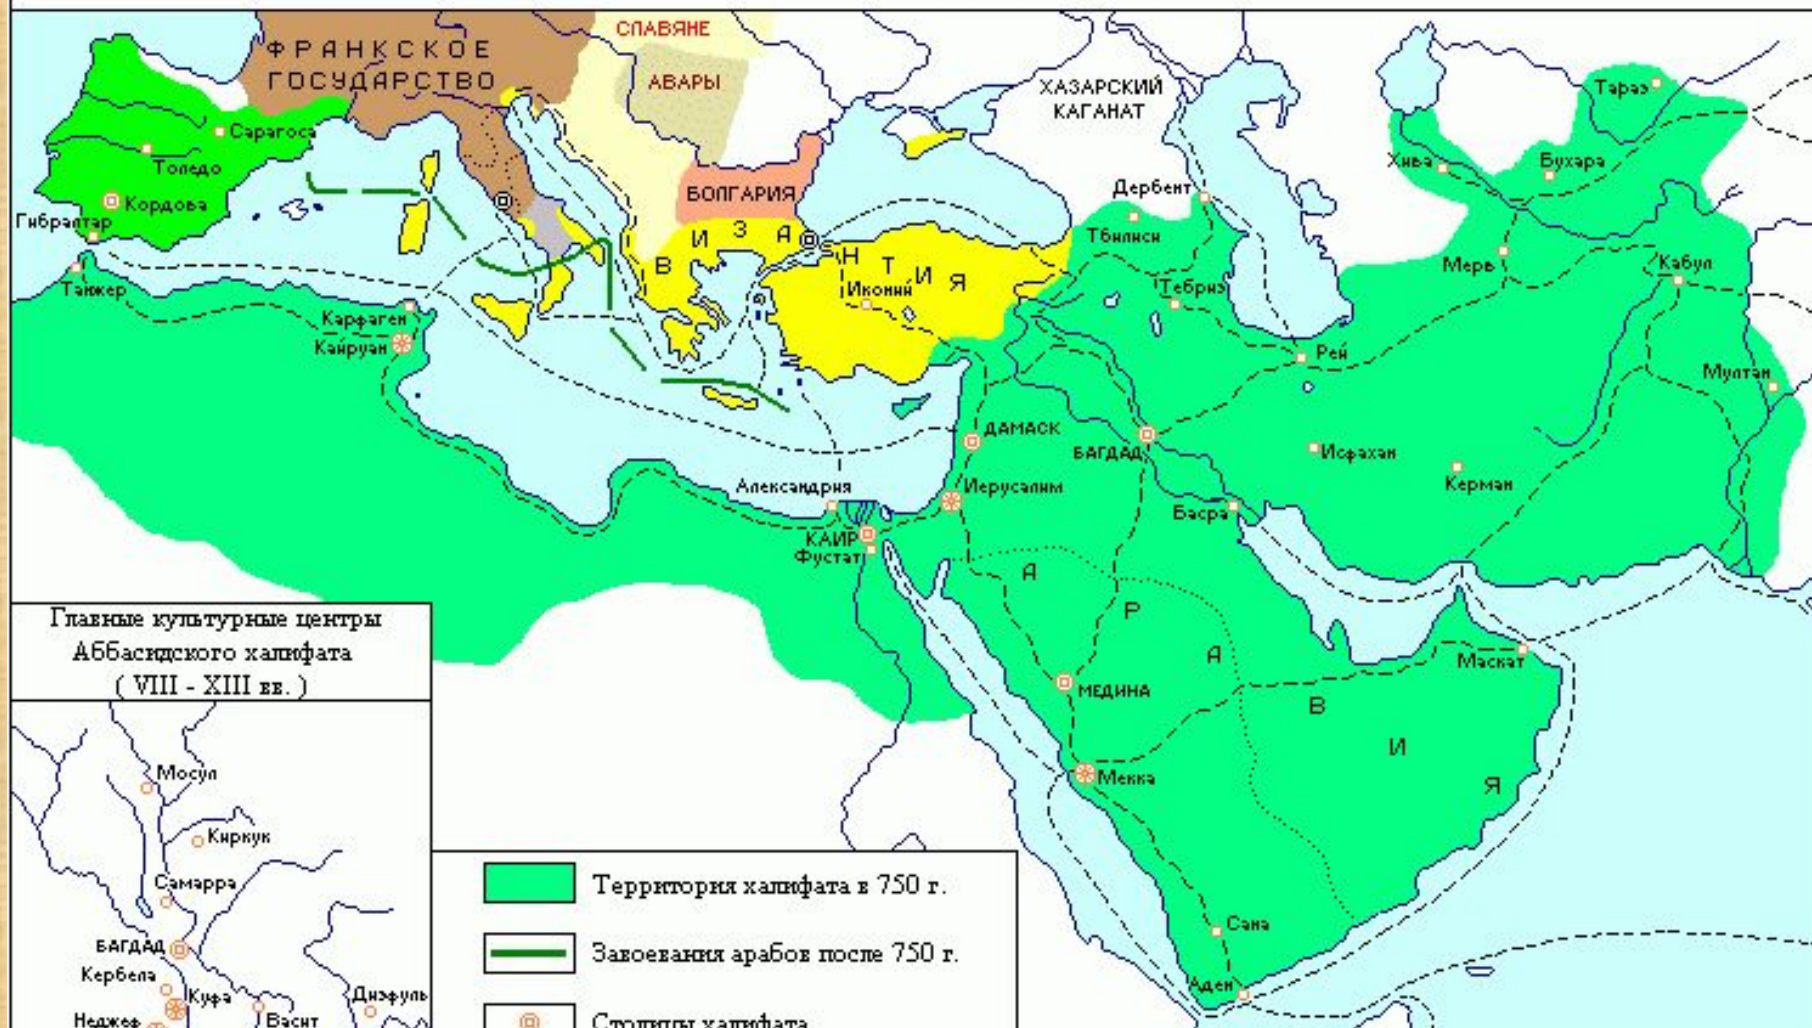 СЛАВЯНЕ
ФРАНКСКОЕ
ГОСУДАРСТВО
АВАРЫ
ХАЗАРСКИЙ
КАГАНАТ
Тараз
Сарагоса
Толедо
Хива
Бухара
Кордова
БОЛГАРИЯ
Дербент
Гибралтар
Тбилиси
ВИЗАНТИЯ
Мерв
Кабул
Танжер
Иконий
Тебриз
Карфаген
Кайруан
Рей
Мултан
ДАМАСК
БАГДАД
Исфахан
Александрия
Иерусалим
Керман
Басра
КАИР
Фустат
АРАВИЯ
Маскат
МЕДИНА
Мекка
Сана
Аден
Главные культурные центры
Аббасидского халифата
( VIII - XIII вв. )
Мосул
Киркук
Самарра
БАГДАД
Кербела
Куфа
Дизфуль
Неджеф
Васит
Территория халифата в 750 г.
Завоевания арабов после 750 г.
Столицы халифата